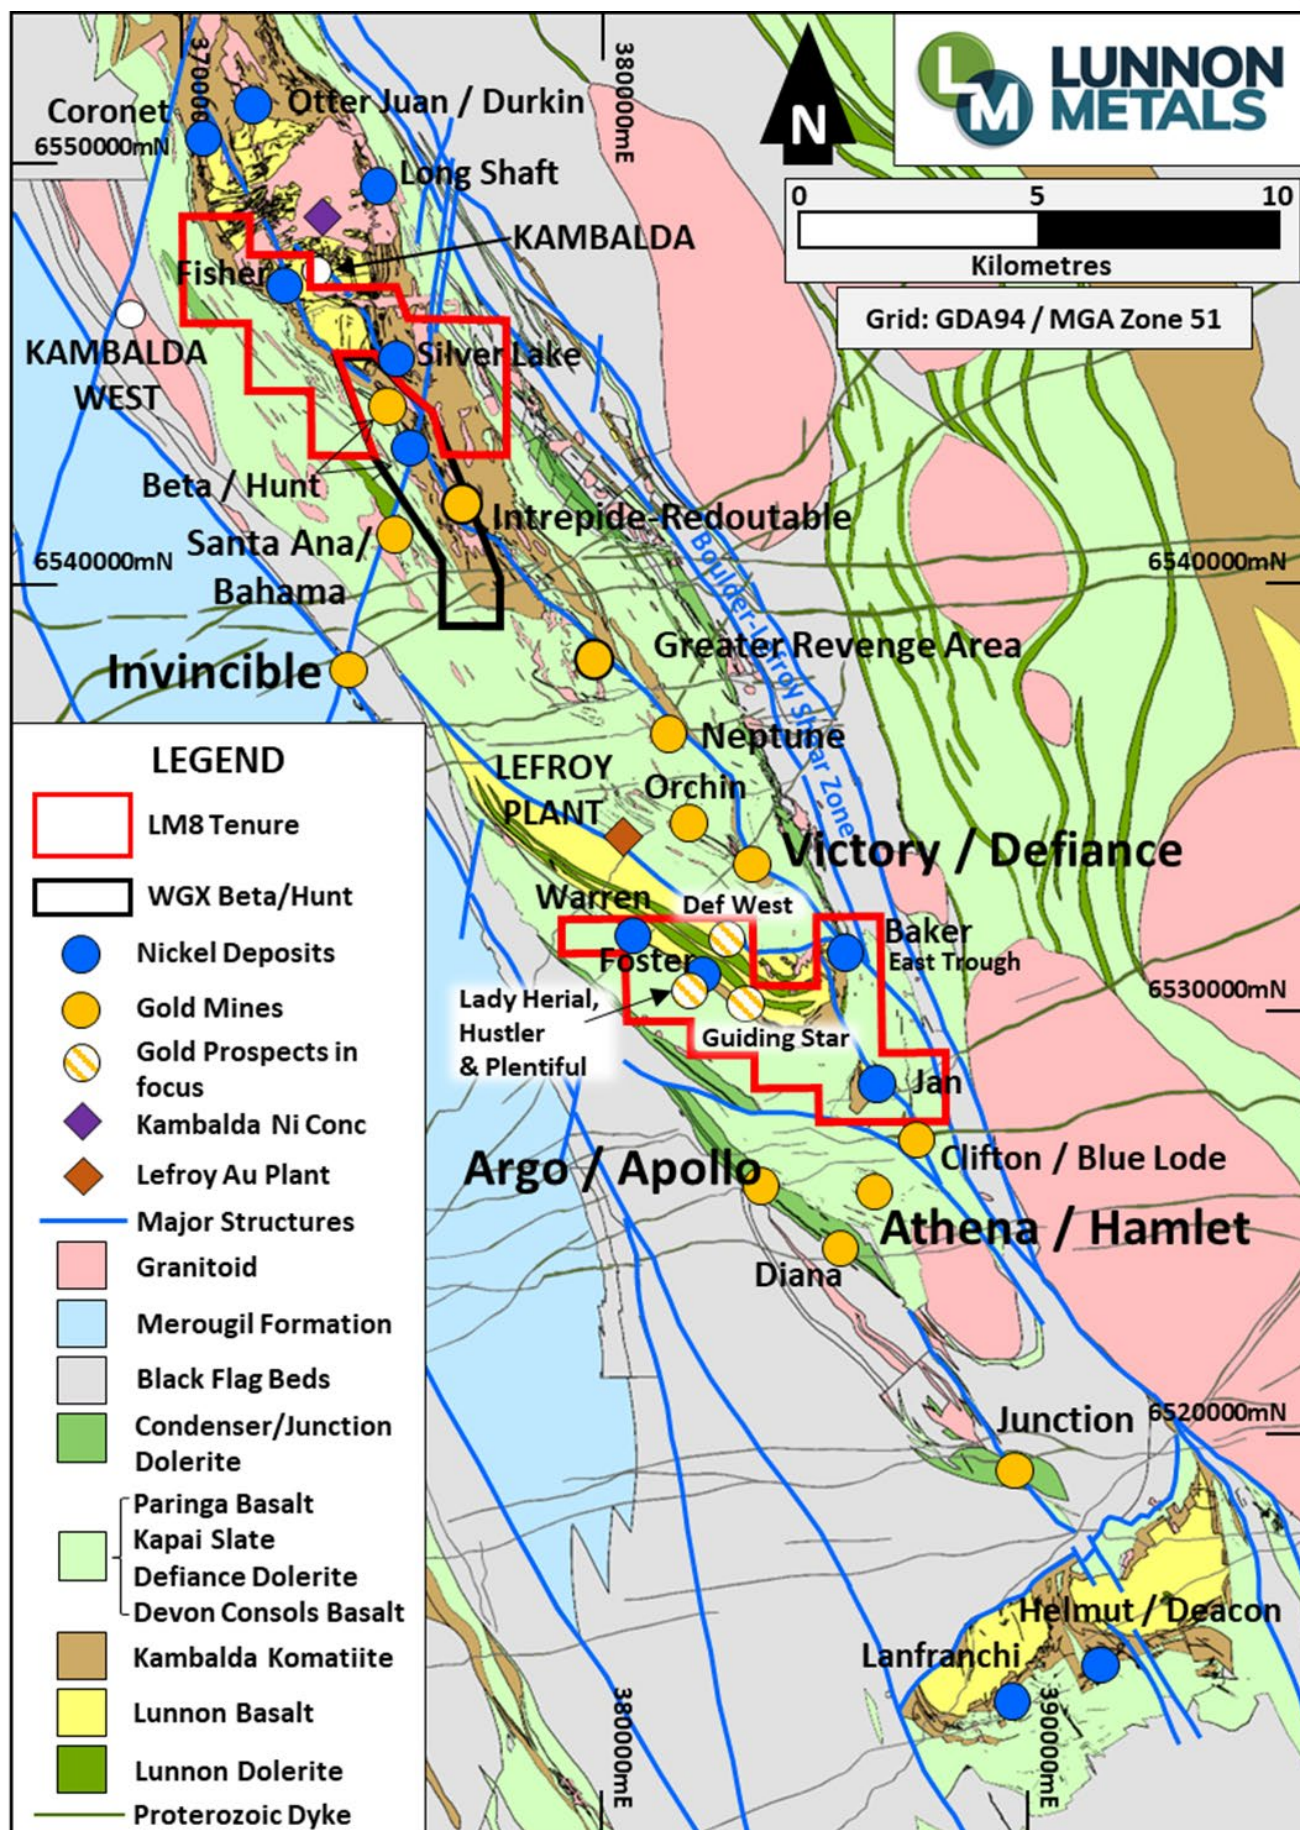 LUNNON
METALS
LM
N
370000
380000mE
Coronet
6550000mN
Otter Juan / Durkin
Long Shaft
0 5 10
Kilometres
Grid: GDA94 / MGA Zone 51
KAMBALDA
Fisher
KAMBALDA
WEST
Silver Lake
Beta / Hunt
Intrepide-Redoutable
Santa Ana/
Bahama
6540000mN
6540000mN
Boulder-Lefroy Shear Zone
Greater Revenge Area
Invincible
Neptune
LEFROY
PLANT
Orchin
Victory / Defiance
Warren
Def West
Baker
East Trough
Foster
6530000mN
Lady Herial,
Hustler
& Plentiful
Guiding Star
Jan
Clifton / Blue Lode
Argo / Apollo
Athena / Hamlet
Diana
Junction
6520000mN
Helmut / Deacon
Lanfranchi
380000mE
390000mE
LEGEND
LM8 Tenure
WGX Beta/Hunt
Nickel Deposits
Gold Mines
Gold Prospects in
focus
Kambalda Ni Conc
Lefroy Au Plant
Major Structures
Granitoid
Merougil Formation
Black Flag Beds
Condenser/Junction
Dolerite
Paringa Basalt
Kapai Slate
Defiance Dolerite
Devon Consols Basalt
Kambalda Komatiite
Lunnon Basalt
Lunnon Dolerite
Proterozoic Dyke